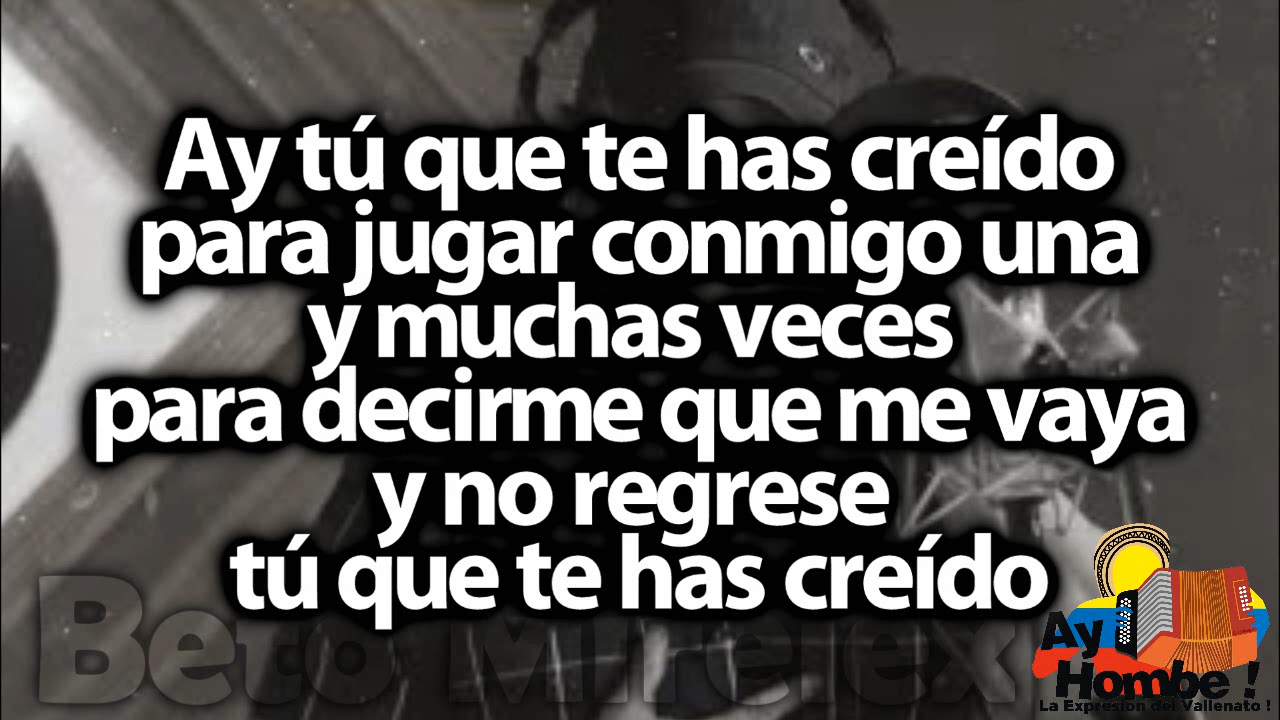 Ay tú que te has creído
para jugar conmigo una
y muchas veces
para decirme que me vaya
y no regrese
tú que te has creído
Beto Mirelex
Ay
Hombe !
La Expresión del Vallenato !